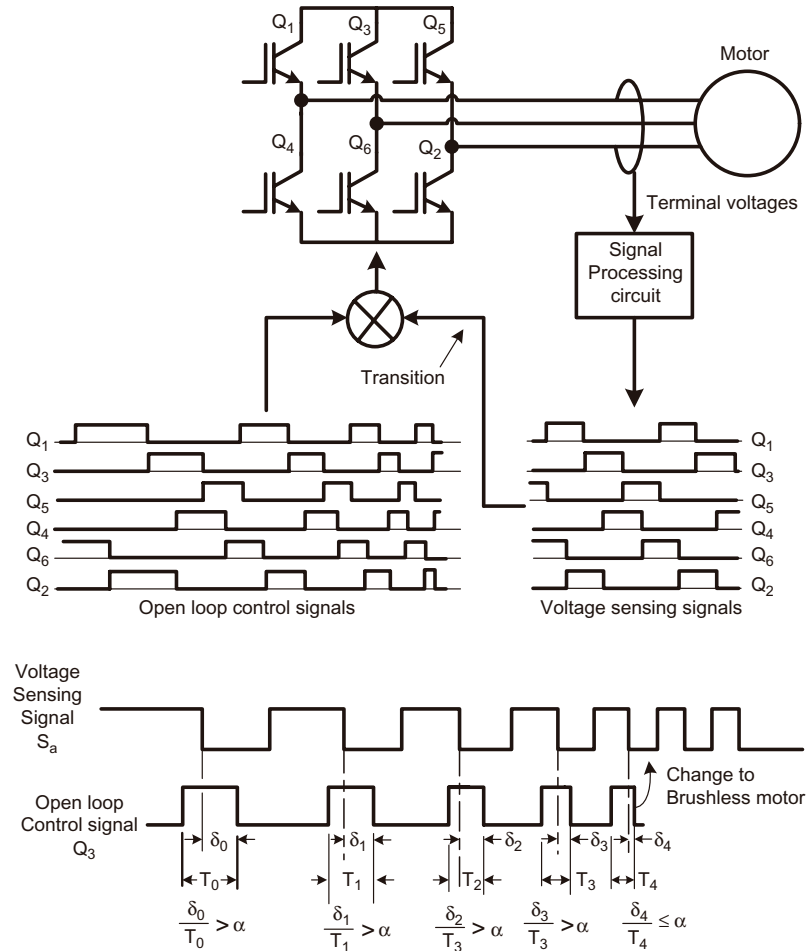 Q1
Q3
Q5
Motor
Q4
Q6
Q2
Terminal voltages
Signal
Processing
circuit
Transition
Q1
Q3
Q5
Q4
Q6
Q2
Open loop control signals
Q1
Q3
Q5
Q4
Q6
Q2
Voltage sensing signals
Voltage
Sensing
Signal
Sa
Change to
Brushless motor
Open loop
Control signal
Q3
δ0 δ1 δ2 δ3 δ4
T0 T1 T2 T3 T4
δ0/T0 > α
δ1/T1 > α
δ2/T3 > α
δ3/T3 > α
δ4/T4 ≤ α